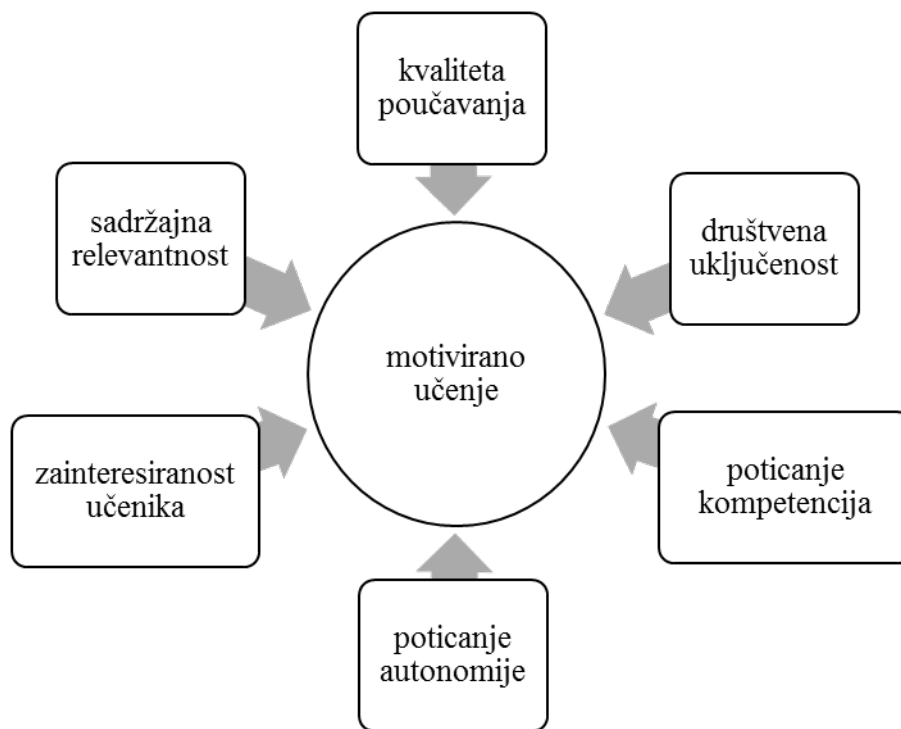 kvaliteta
poučavanja
sadržajna
relevantnost
društvena
uključenost
motivirano
učenje
zainteresiranost
učenika
poticanje
kompetencija
poticanje
autonomije